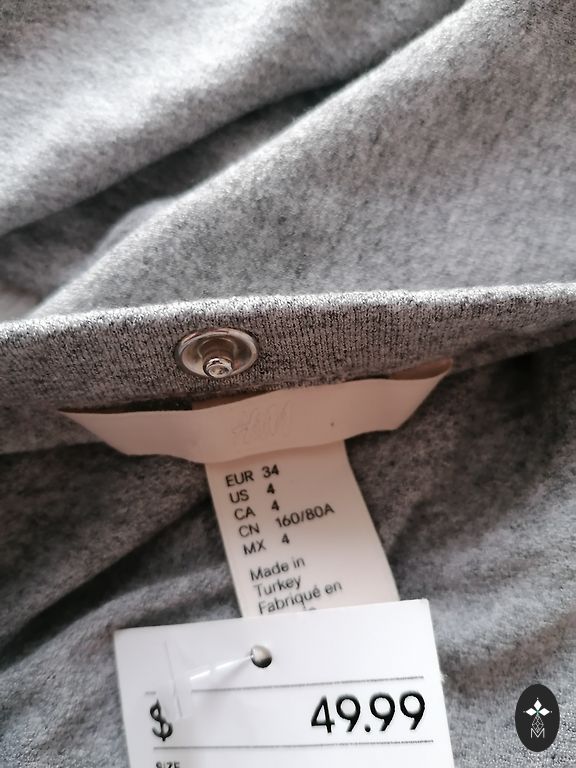 H&M
EUR 34
US 4
CA 4
CN 160/80A
MX 4
Made in
Turkey
Fabriqué en
$ 49.99
SIZE
M